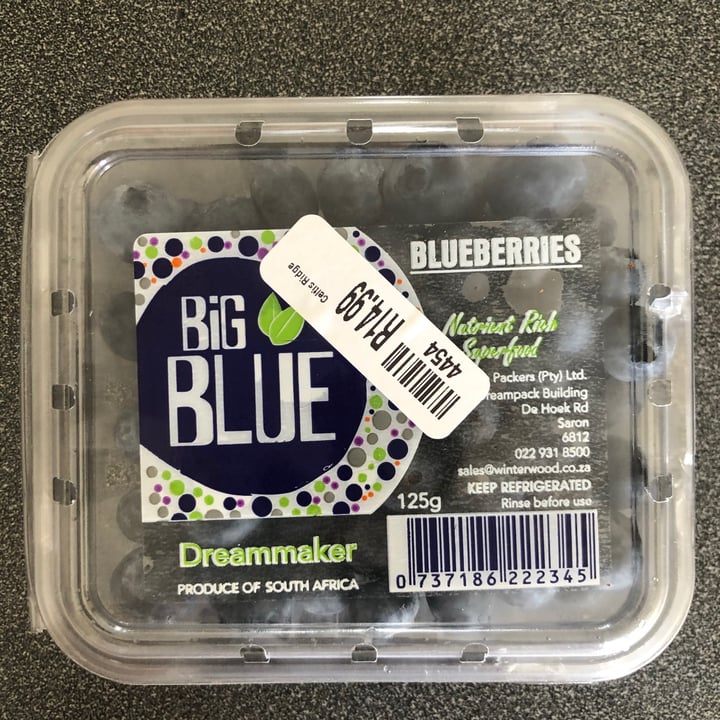 BiG
BLUE
Celtis Ridge
R14,99
4454
BLUEBERRIES
Nutrient Rich
Superfood
Packers (Pty) Ltd.
Building
De Hoek Rd
Saron
6812
022 931 8500
sales@winterwood.co.za
KEEP REFRIGERATED
Rinse before use
125g
0 737186 222345
Dreammaker
PRODUCE OF SOUTH AFRICA